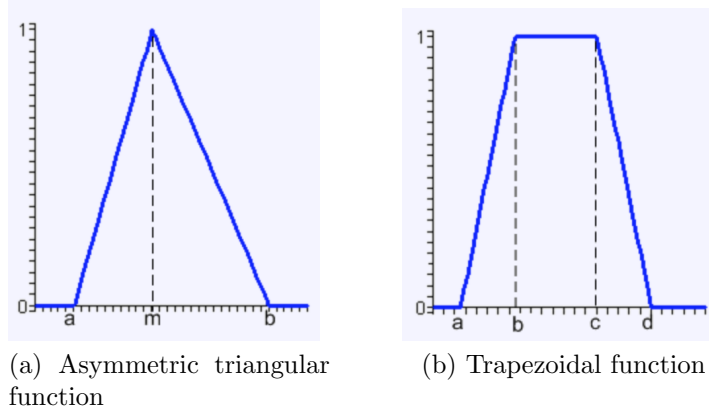 1
0
a m b
1
0
a b c d
(a) Asymmetric triangular
function
(b) Trapezoidal function